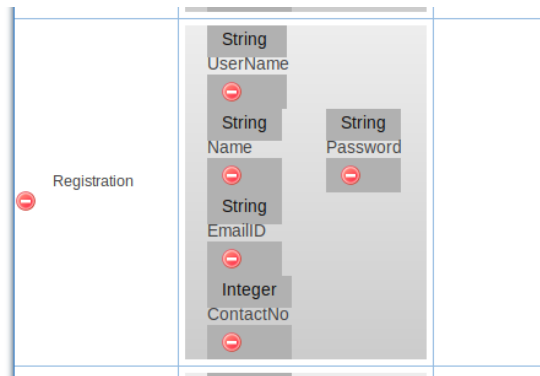 Registration
String
UserName
String
Name
String
Password
String
EmailID
Integer
ContactNo